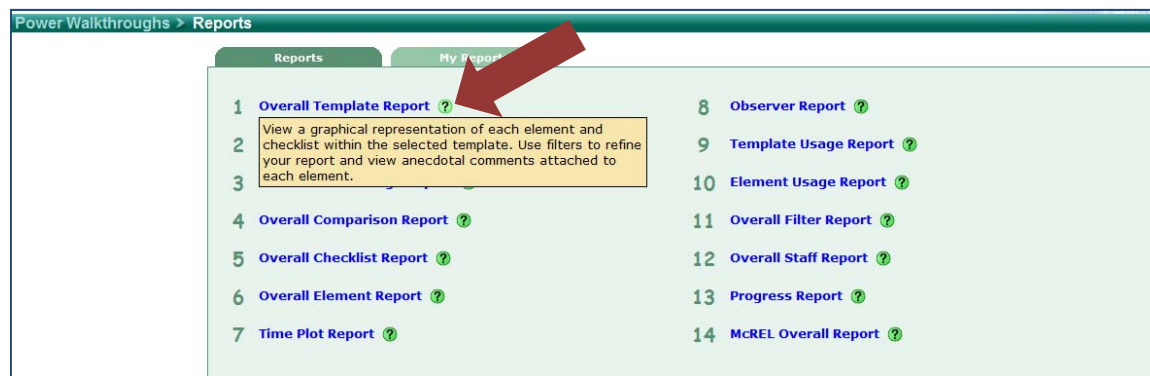 Power Walkthroughs > Reports
Reports
My Report
1 Overall Template Report ?
View a graphical representation of each element and
checklist within the selected template. Use filters to refine
your report and view anecdotal comments attached to
each element.
2
3
4 Overall Comparison Report ?
5 Overall Checklist Report ?
6 Overall Element Report ?
7 Time Plot Report ?
8 Observer Report ?
9 Template Usage Report ?
10 Element Usage Report ?
11 Overall Filter Report ?
12 Overall Staff Report ?
13 Progress Report ?
14 McREL Overall Report ?